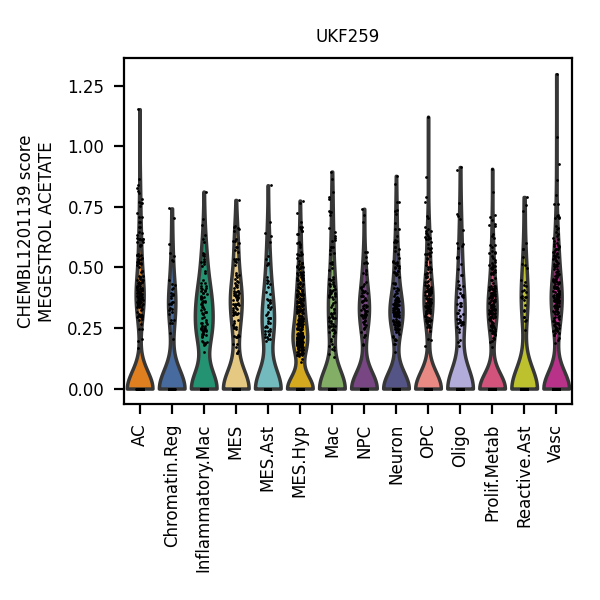 UKF259
CHEMBL1201139 score
MEGESTROL ACETATE
1.25
1.00
0.75
0.50
0.25
0.00
AC
Chromatin.Reg
Inflammatory.Mac
MES
MES.Ast
MES.Hyp
Mac
NPC
Neuron
OPC
Oligo
Prolif.Metab
Reactive.Ast
Vasc